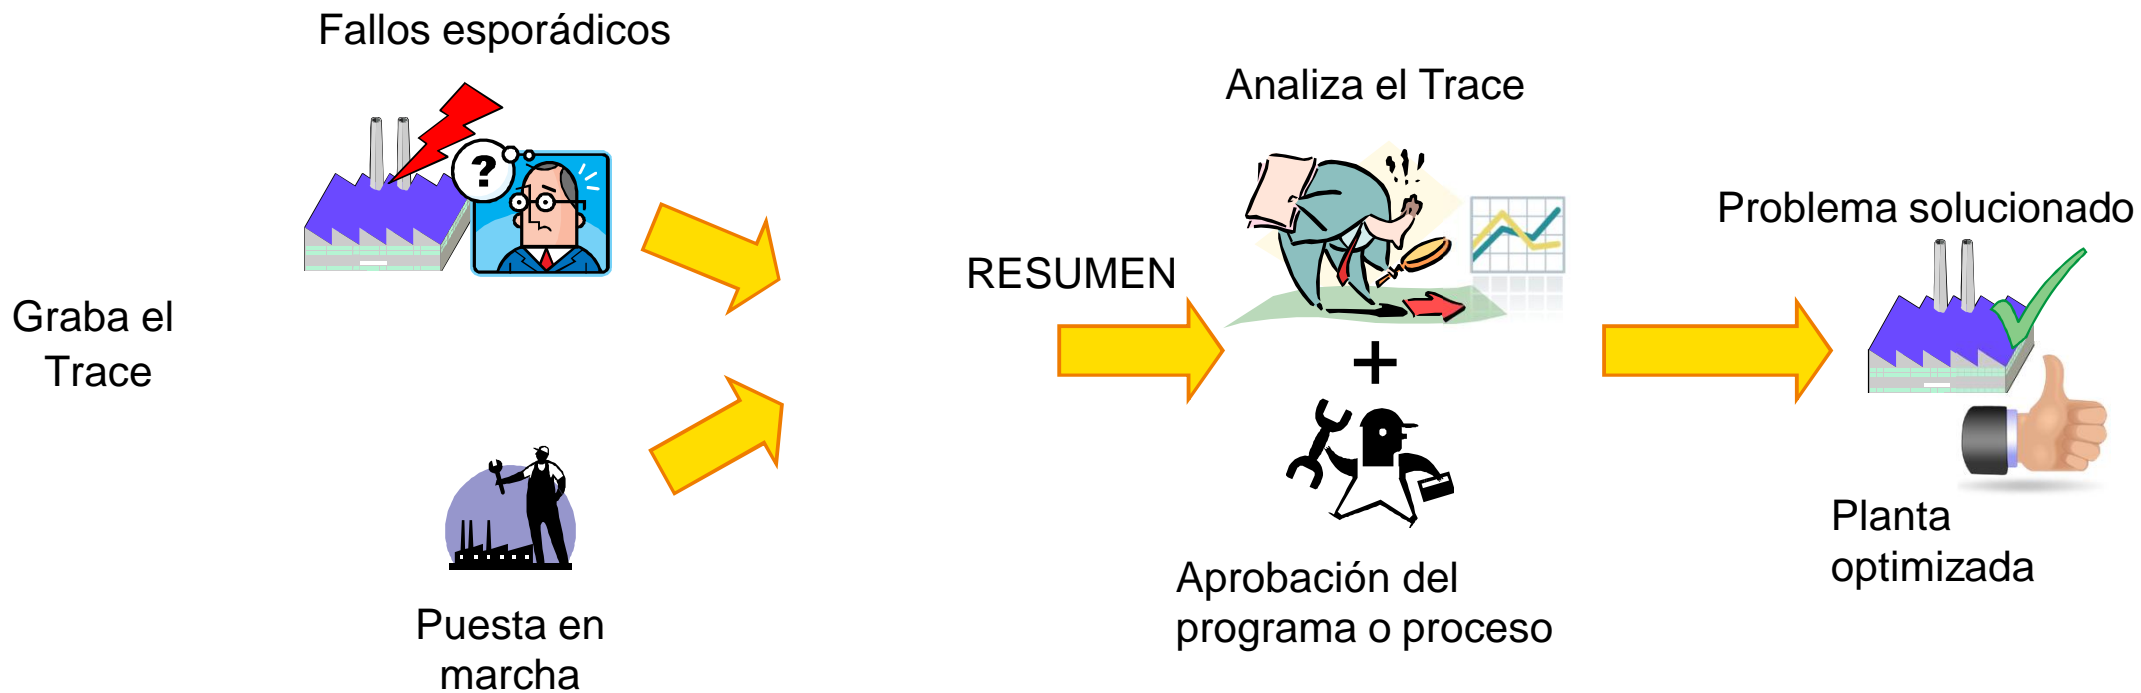 Fallos esporádicos
?
Graba el
Trace
Puesta en
marcha
RESUMEN
Analiza el Trace
!!!
+
Aprobación del
programa o proceso
Problema solucionado
Planta
optimizada